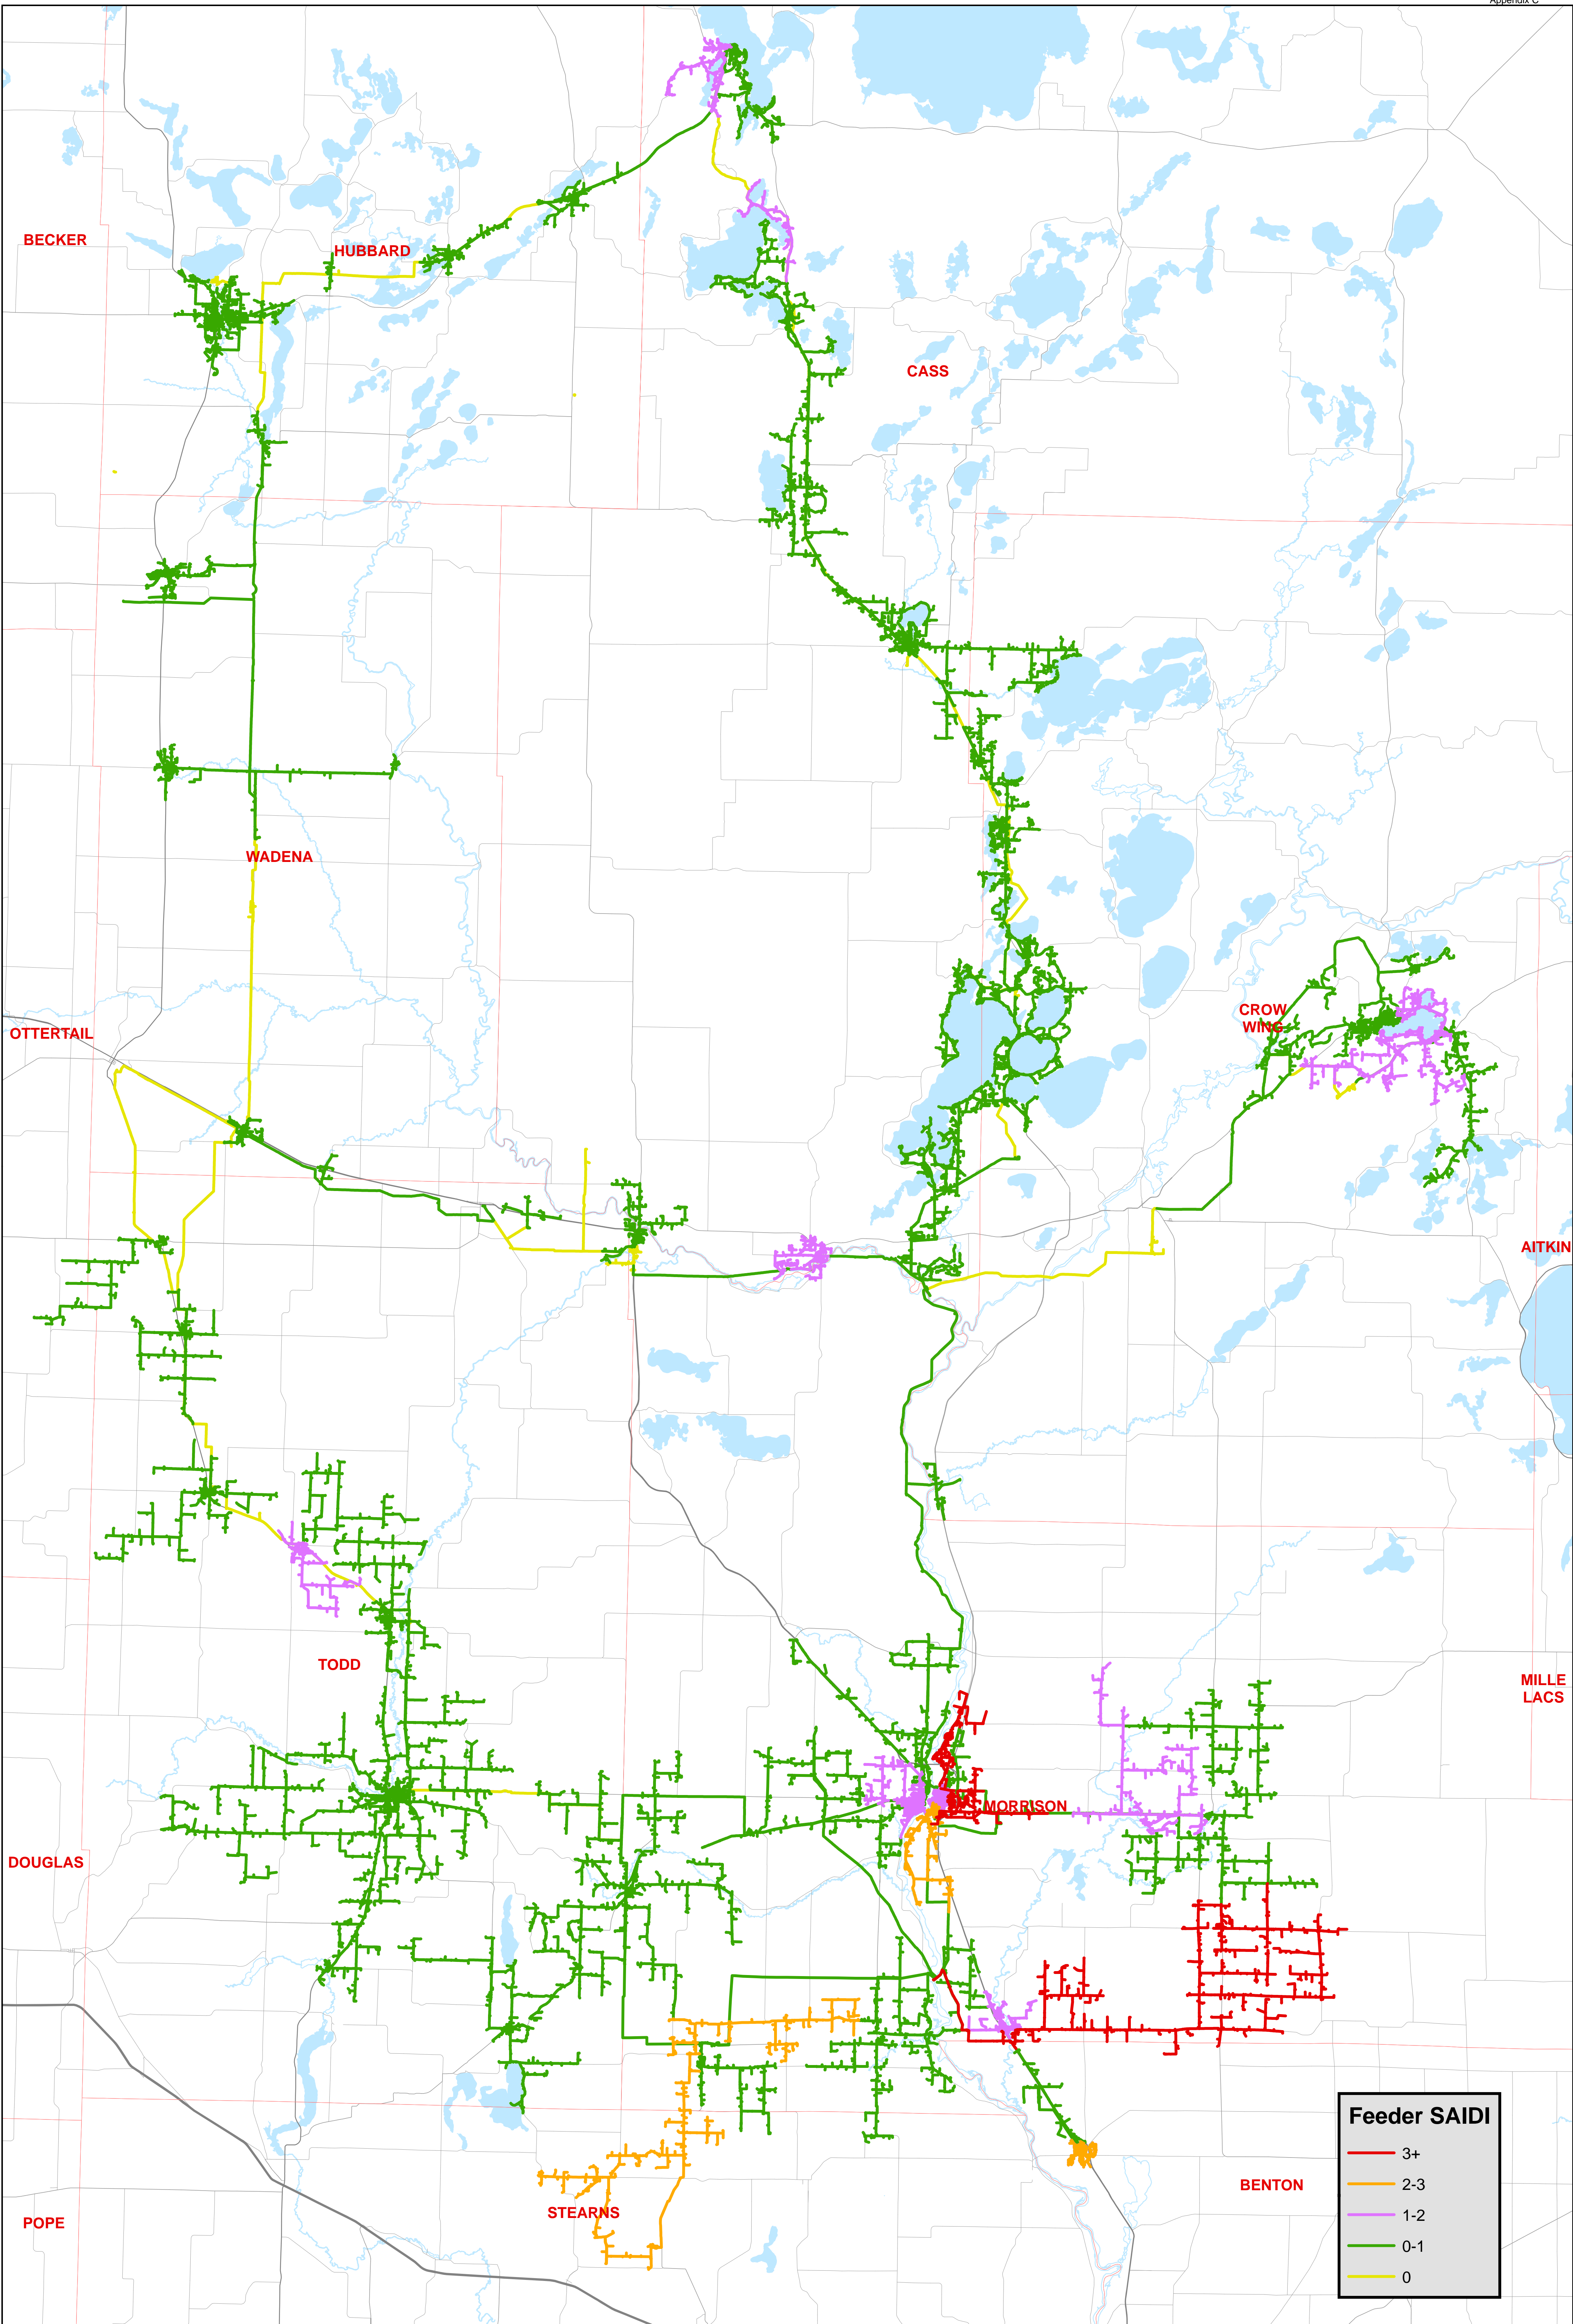 Appendix C
BECKER
HUBBARD
CASS
WADENA
OTTERTAIL
CROW
WING
AITKIN
TODD
MILLE
LACS
MORRISON
DOUGLAS
STEARNS
BENTON
POPE
Feeder SAIDI
3+
2-3
1-2
0-1
0